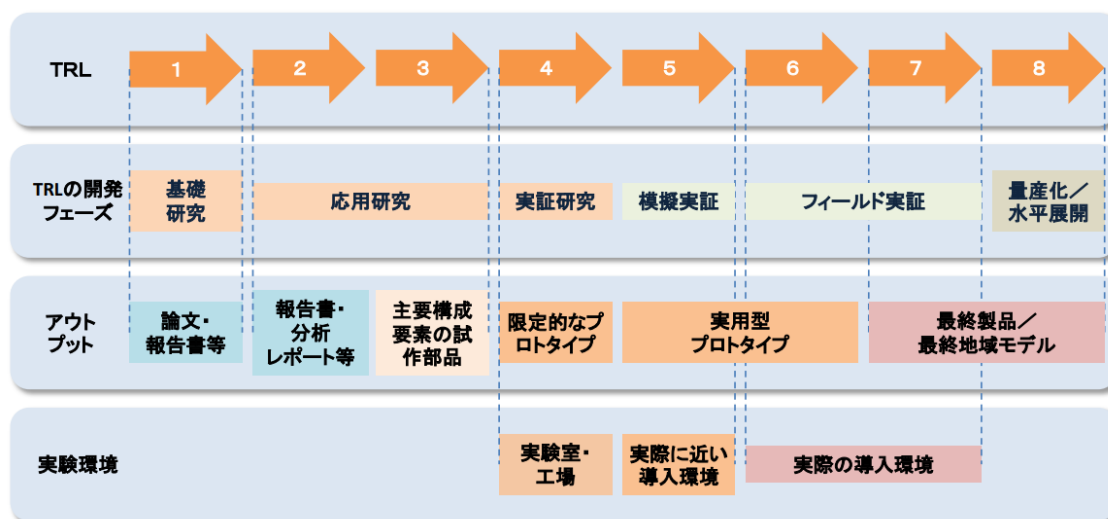 TRL
1
2
3
4
5
6
7
8
TRLの開発
フェーズ
基礎
研究
応用研究
実証研究
模擬実証
フィールド実証
量産化／
水平展開
アウト
プット
論文・
報告書等
報告書・
分析
レポート等
主要構成
要素の試
作部品
限定的なプ
ロトタイプ
実用型
プロトタイプ
最終製品／
最終地域モデル
実験環境
実験室・
工場
実際に近い
導入環境
実際の導入環境